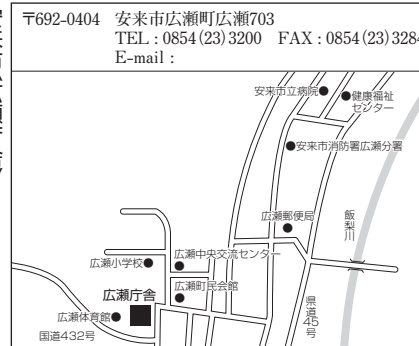 〒692-0404 安来市広瀬町広瀬703
TEL：0854(23)3200 FAX：0854(23)3284
E-mail：
安来市立病院
健康福祉
センター
安来市消防署広瀬分署
広瀬郵便局
飯梨川
広瀬小学校
広瀬中央交流センター
広瀬庁舎
広瀬町民会館
広瀬体育館
県道45号
国道432号